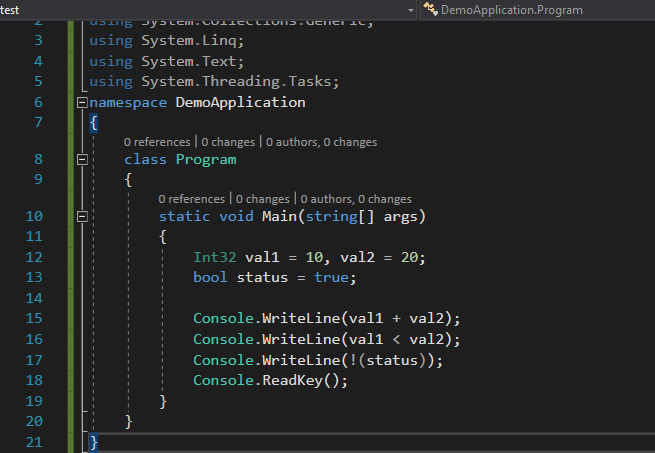 test DemoApplication.Program
2 using System.Collections.Generic;
3 using System.Linq;
4 using System.Text;
5 using System.Threading.Tasks;
6 namespace DemoApplication
7 {
0 references | 0 changes | 0 authors, 0 changes
8 class Program
9 {
0 references | 0 changes | 0 authors, 0 changes
10 static void Main(string[] args)
11 {
12 Int32 val1 = 10, val2 = 20;
13 bool status = true;
14
15 Console.WriteLine(val1 + val2);
16 Console.WriteLine(val1 < val2);
17 Console.WriteLine(!(status));
18 Console.ReadKey();
19 }
20 }
21 }